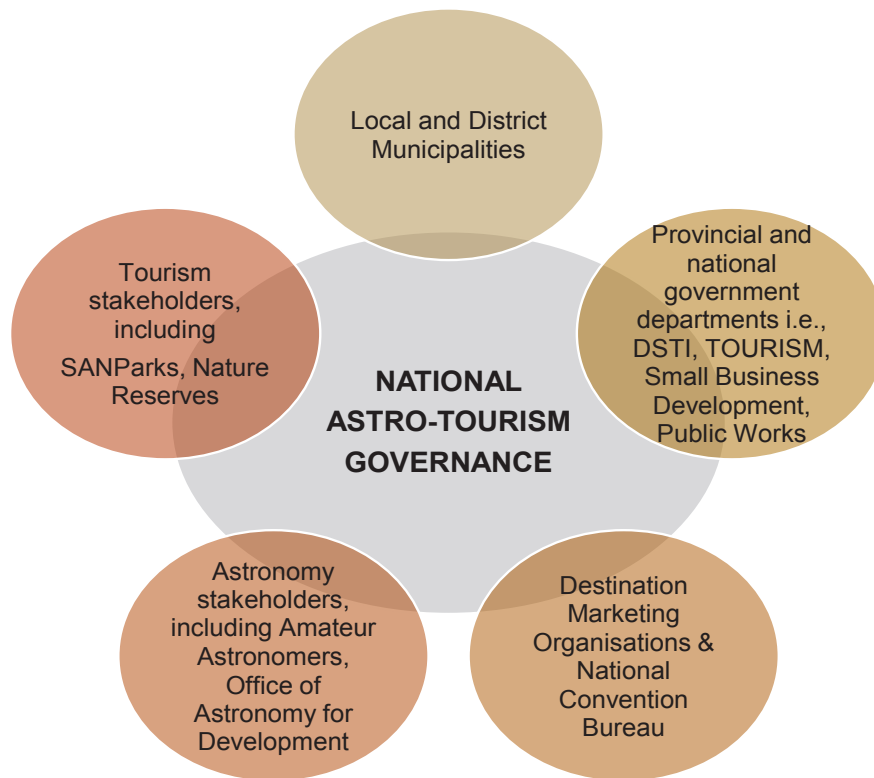 Local and District
Municipalities
Provincial and
national
government
departments i.e.,
DSTI, TOURISM,
Small Business
Development,
Public Works
Destination
Marketing
Organisations &
National
Convention
Bureau
Astronomy
stakeholders,
including Amateur
Astronomers,
Office of
Astronomy for
Development
Tourism
stakeholders,
including
SANParks, Nature
Reserves
NATIONAL
ASTRO-TOURISM
GOVERNANCE